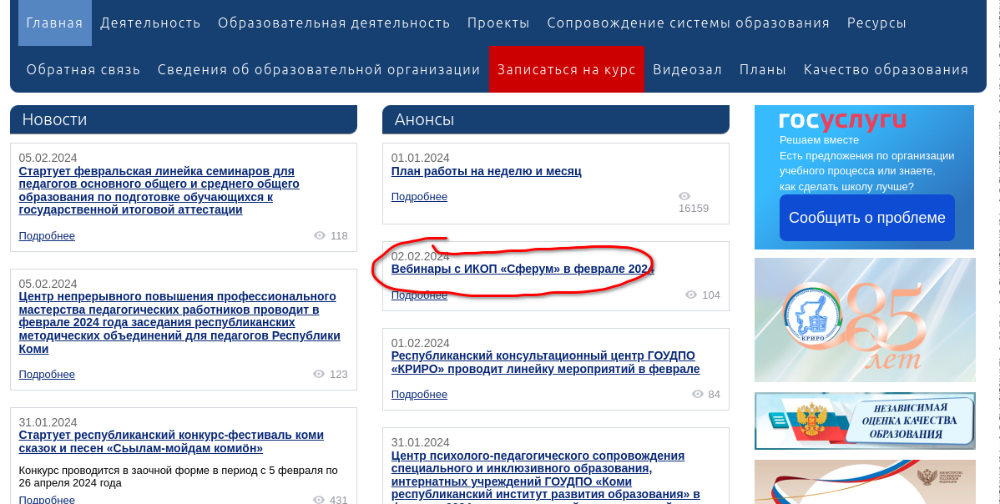 Главная Деятельность Образовательная деятельность Проекты Сопровождение системы образования Ресурсы
Обратная связь Сведения об образовательной организации Записаться на курс Видеозал Планы Качество образования
Новости
05.02.2024
Стартует февральская линейка семинаров для
педагогов основного общего и среднего общего
образования по подготовке обучающихся к
государственной итоговой аттестации
Подробнее 118
05.02.2024
Центр непрерывного повышения профессионального
мастерства педагогических работников проводит в
феврале 2024 года заседания республиканских
методических объединений для педагогов Республики
Коми
Подробнее 123
31.01.2024
Стартует республиканский конкурс-фестиваль коми
сказок и песен «Сьылам-мойдам комиӧн»
Конкурс проводится в заочной форме в период с 5 февраля по
26 апреля 2024 года
Подробнее 431
Анонсы
01.01.2024
План работы на неделю и месяц
Подробнее
16159
02.02.2024
Вебинары с ИКОП «Сферум» в феврале 2024
Подробнее 104
01.02.2024
Республиканский консультационный центр ГОУДПО
«КРИРО» проводит линейку мероприятий в феврале
Подробнее 84
31.01.2024
Центр психолого-педагогического сопровождения
специального и инклюзивного образования,
интернатных учреждений ГОУДПО «Коми
республиканский институт развития образования» в
госуслуги
Решаем вместе
Есть предложения по организации
учебного процесса или знаете,
как сделать школу лучше?
Сообщить о проблеме
КРИРО
85
лет
НЕЗАВИСИМАЯ
ОЦЕНКА КАЧЕСТВА
ОБРАЗОВАНИЯ